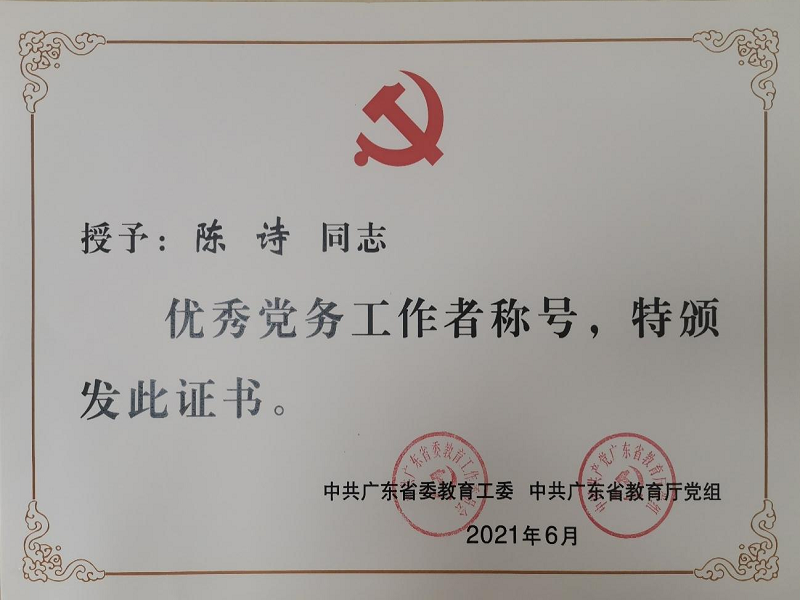 授予：陈 诗 同志
优秀党务工作者称号，特颁
发此证书。
中共广东省委教育工委 中共广东省教育厅党组
2021年6月